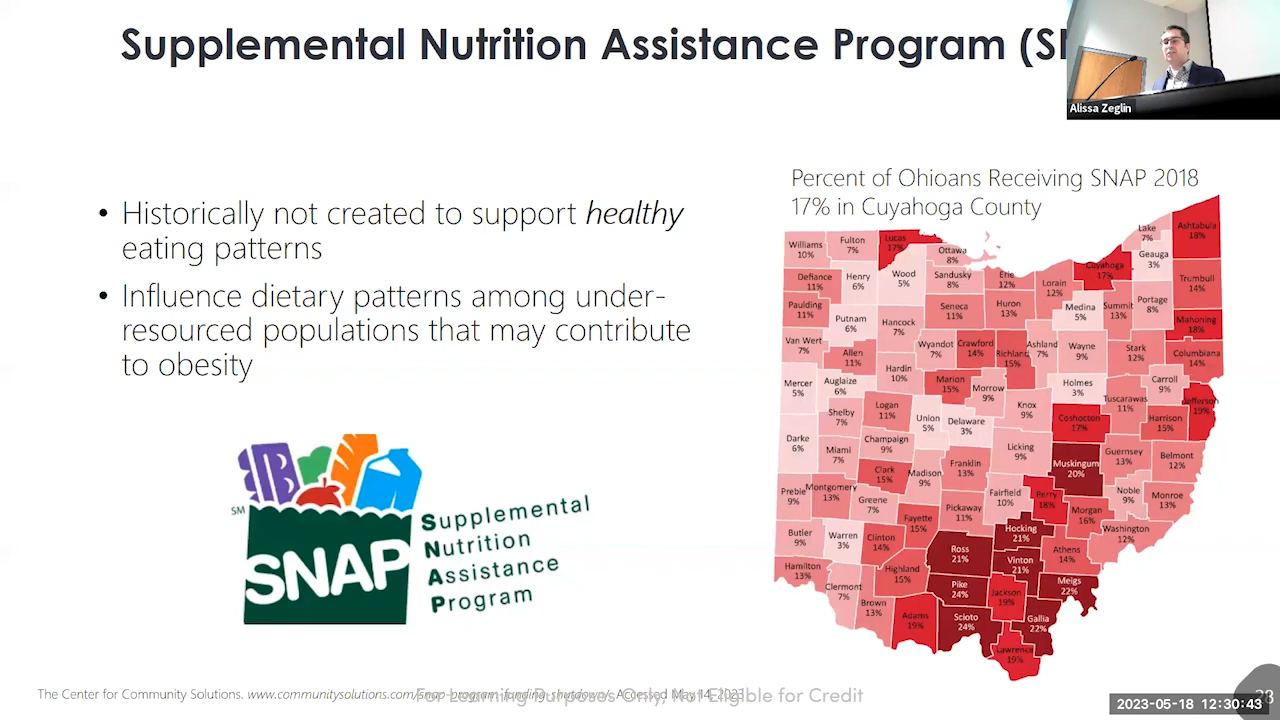 Supplemental Nutrition Assistance Program (S
Alissa Zeglin
• Historically not created to support healthy
eating patterns
• Influence dietary patterns among under-
resourced populations that may contribute
to obesity
SM
SNAP
Supplemental
Nutrition
Assistance
Program
Percent of Ohioans Receiving SNAP 2018
17% in Cuyahoga County
Williams
10%
Fulton
7%
Lucas
17%
Ottawa
8%
Lake
7%
Ashtabula
18%
Geauga
3%
Cuyahoga
17%
Defiance
11%
Henry
6%
Wood
5%
Sandusky
8%
Erie
12%
Lorain
12%
Trumbull
14%
Paulding
11%
Putnam
6%
Hancock
7%
Seneca
11%
Huron
13%
Medina
5%
Summit
13%
Portage
8%
Mahoning
18%
Van Wert
7%
Allen
11%
Wyandot
7%
Crawford
14%
Richland
15%
Ashland
7%
Wayne
9%
Stark
12%
Columbiana
14%
Mercer
5%
Auglaize
6%
Hardin
10%
Marion
15%
Morrow
9%
Holmes
3%
Carroll
9%
Tuscarawas
11%
Jefferson
19%
Shelby
7%
Logan
11%
Union
5%
Delaware
3%
Knox
9%
Coshocton
17%
Harrison
15%
Darke
6%
Miami
7%
Champaign
9%
Licking
9%
Muskingum
20%
Guernsey
13%
Belmont
12%
Clark
15%
Madison
9%
Franklin
13%
Preble
9%
Montgomery
13%
Greene
7%
Fairfield
10%
Perry
18%
Noble
9%
Monroe
13%
Fayette
15%
Pickaway
11%
Morgan
16%
Washington
12%
Butler
9%
Warren
3%
Clinton
14%
Ross
21%
Hocking
21%
Athens
14%
Hamilton
13%
Highland
15%
Vinton
21%
Meigs
22%
Clermont
7%
Brown
13%
Pike
24%
Jackson
19%
Adams
19%
Scioto
24%
Gallia
22%
Lawrence
19%
The Center for Community Solutions. www.communitysolutions.com/snap-program-funding-shutdown/. Accessed May 14, 2023
For Learning Purposes Only, Not Eligible for Credit
23
2023-05-18 12:30:43